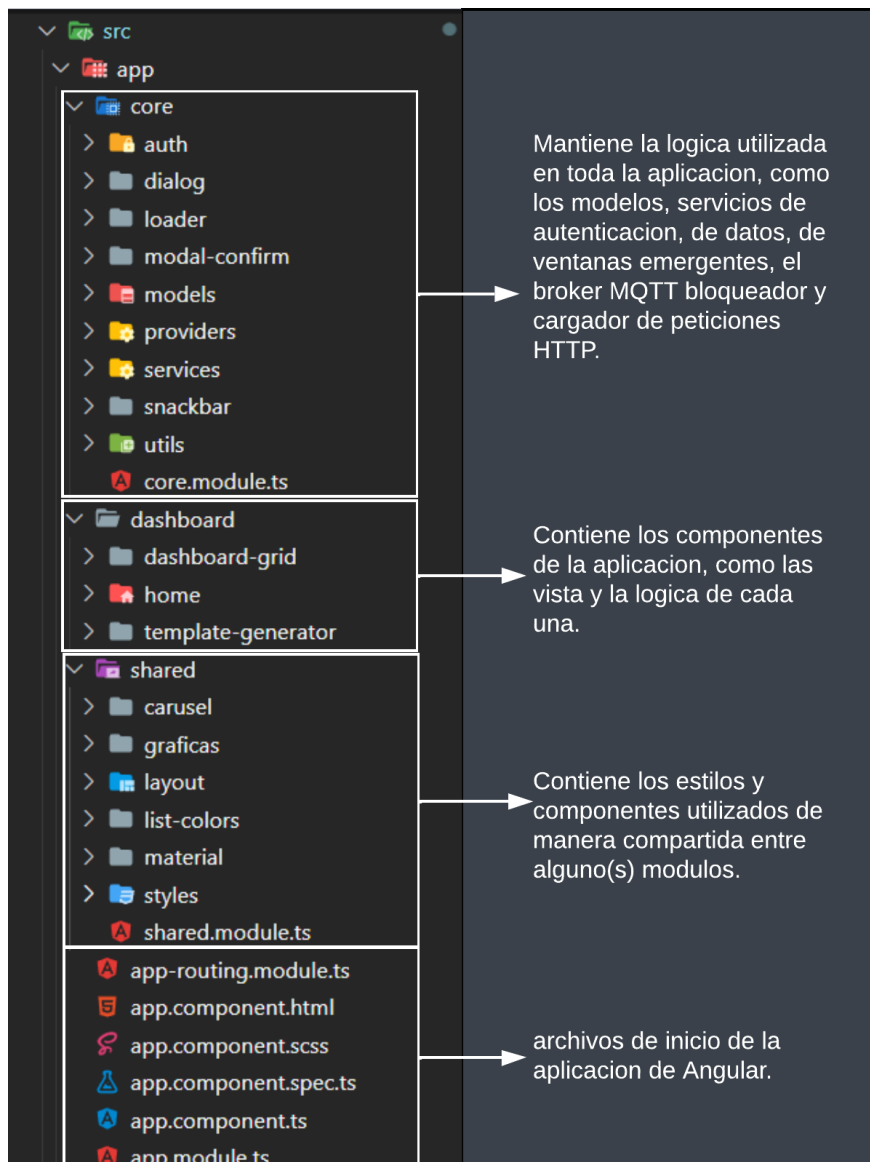 src
app
core
auth
dialog
loader
modal-confirm
models
providers
services
snackbar
utils
core.module.ts
Mantiene la logica utilizada
en toda la aplicacion, como
los modelos, servicios de
autenticacion, de datos, de
ventanas emergentes, el
broker MQTT bloqueador y
cargador de peticiones
HTTP.
dashboard
dashboard-grid
home
template-generator
Contiene los componentes
de la aplicacion, como las
vista y la logica de cada
una.
shared
carusel
graficas
layout
list-colors
material
styles
shared.module.ts
Contiene los estilos y
componentes utilizados de
manera compartida entre
alguno(s) modulos.
app-routing.module.ts
app.component.html
app.component.scss
app.component.spec.ts
app.component.ts
app.module.ts
archivos de inicio de la
aplicacion de Angular.